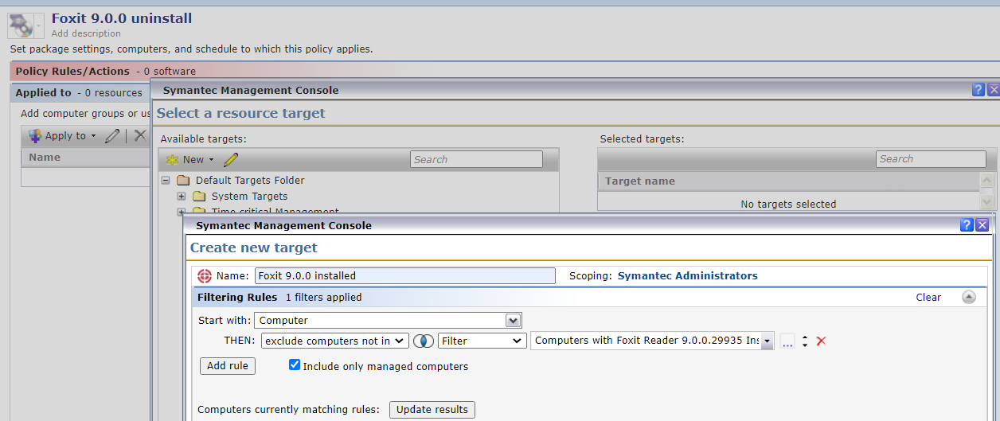 Foxit 9.0.0 uninstall
Add description
Set package settings, computers, and schedule to which this policy applies.
Policy Rules/Actions - 0 software
Applied to - 0 resources
Add computer groups or us
Apply to
Name
Symantec Management Console
Select a resource target
Available targets:
New
Search
Default Targets Folder
System Targets
Time critical Management
Selected targets:
Search
Target name
No targets selected
Symantec Management Console
Create new target
Name: Foxit 9.0.0 installed
Scoping: Symantec Administrators
Filtering Rules 1 filters applied
Clear
Start with: Computer
THEN: exclude computers not in Filter Computers with Foxit Reader 9.0.0.29935 Ins ...
Add rule
Include only managed computers
Computers currently matching rules: Update results